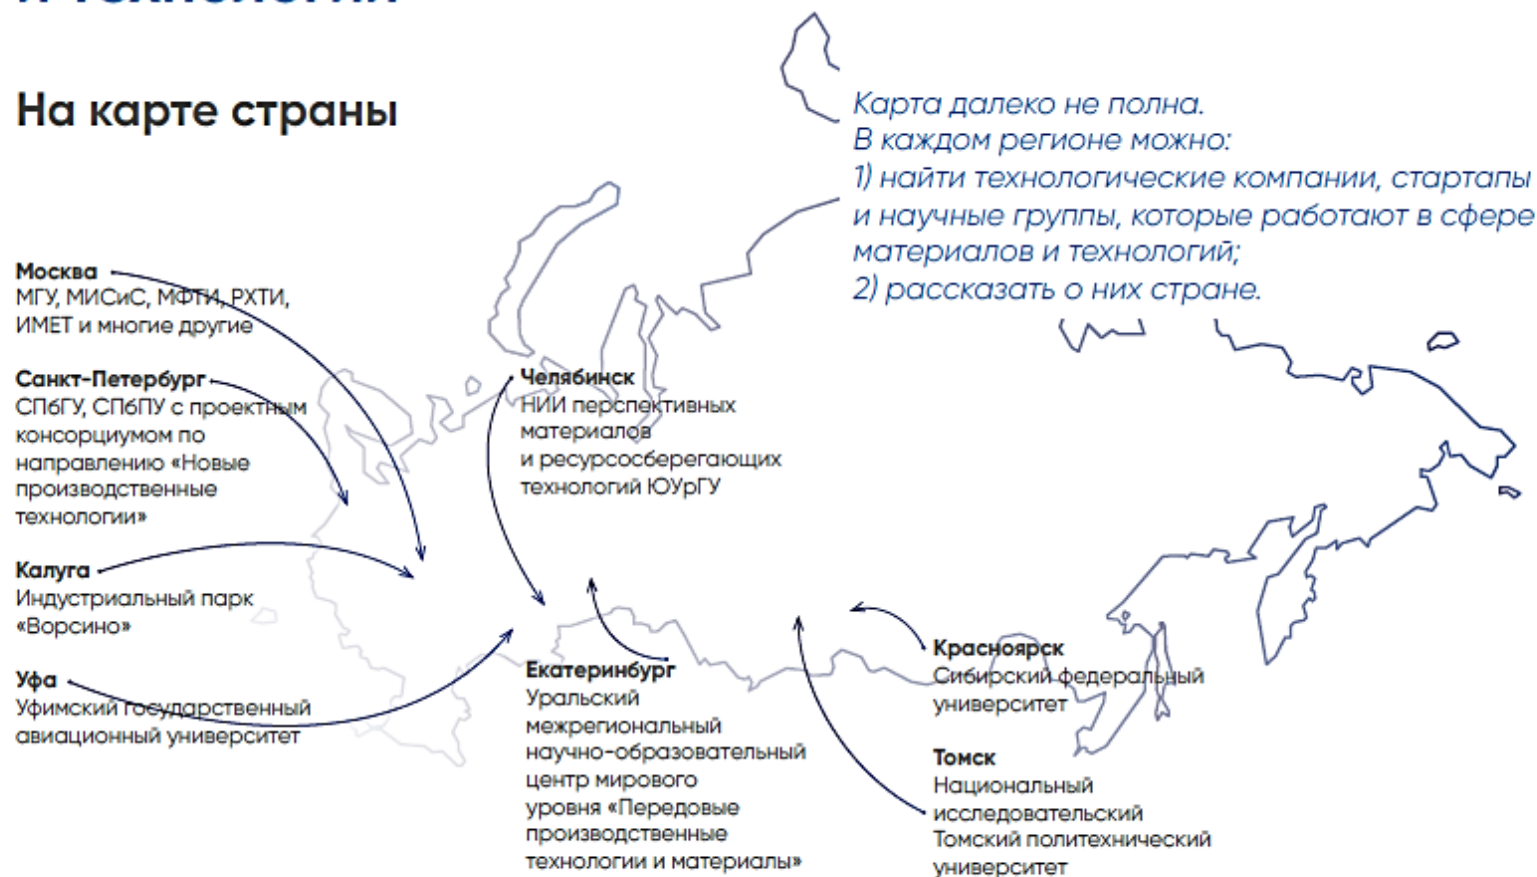 и технологии
На карте страны
Карта далеко не полна.
В каждом регионе можно:
1) найти технологические компании, стартапы
и научные группы, которые работают в сфере
материалов и технологий;
2) рассказать о них стране.
Москва
МГУ, МИСиС, МФТИ, РХТИ,
ИМЕТ и многие другие
Санкт-Петербург
СПбГУ, СПбПУ с проектным
консорциумом по
направлению «Новые
производственные
технологии»
Калуга
Индустриальный парк
«Ворсино»
Уфа
Уфимский государственный
авиационный университет
Челябинск
НИИ перспективных
материалов
и ресурсосберегающих
технологий ЮУрГУ
Екатеринбург
Уральский
межрегиональный
научно-образовательный
центр мирового
уровня «Передовые
производственные
технологии и материалы»
Красноярск
Сибирский федеральный
университет
Томск
Национальный
исследовательский
Томский политехнический
университет